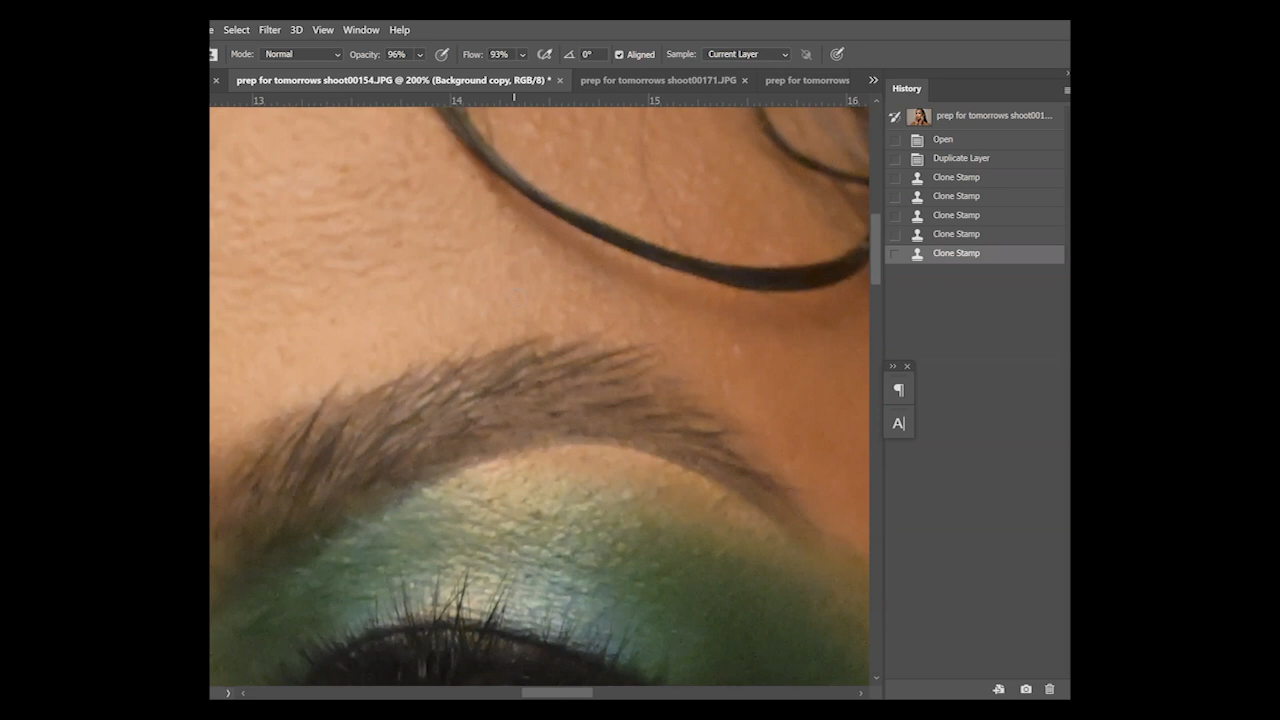 Select Filter 3D View Window Help
Mode: Normal Opacity: 96% Flow: 93% 0° Aligned Sample: Current Layer
prep for tomorrows shoot00154.JPG @ 200% (Background copy, RGB/8) * × prep for tomorrows shoot00171.JPG × prep for tomorrows
13 14 15 16
History
prep for tomorrows shoot001...
Open
Duplicate Layer
Clone Stamp
Clone Stamp
Clone Stamp
Clone Stamp
Clone Stamp